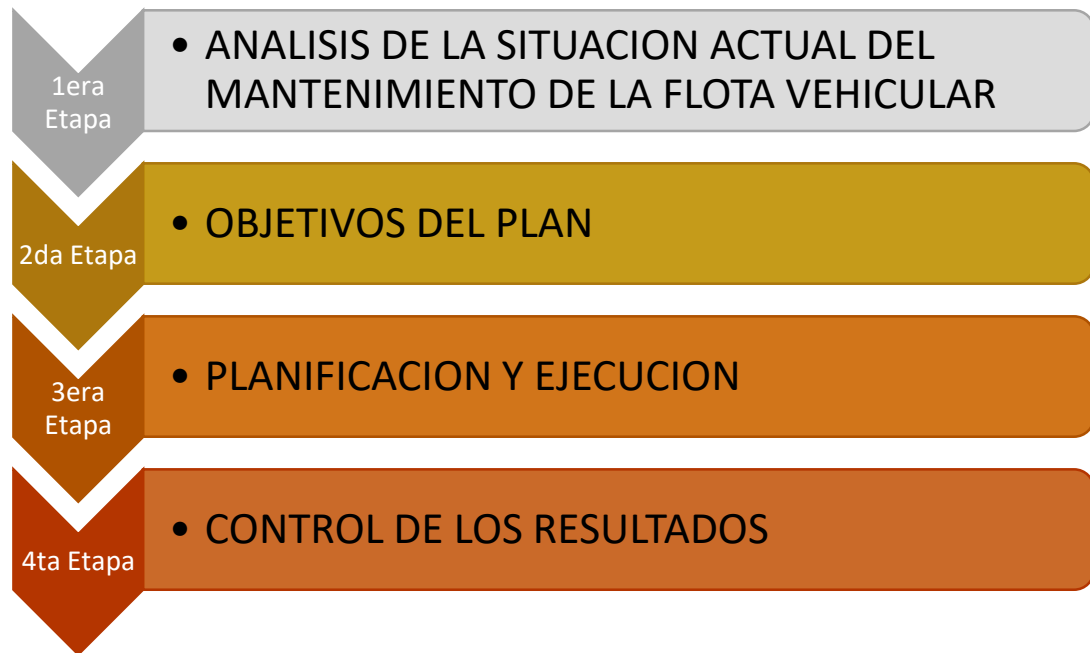 1era
Etapa
• ANALISIS DE LA SITUACION ACTUAL DEL
MANTENIMIENTO DE LA FLOTA VEHICULAR
2da Etapa
• OBJETIVOS DEL PLAN
3era
Etapa
• PLANIFICACION Y EJECUCION
4ta Etapa
• CONTROL DE LOS RESULTADOS